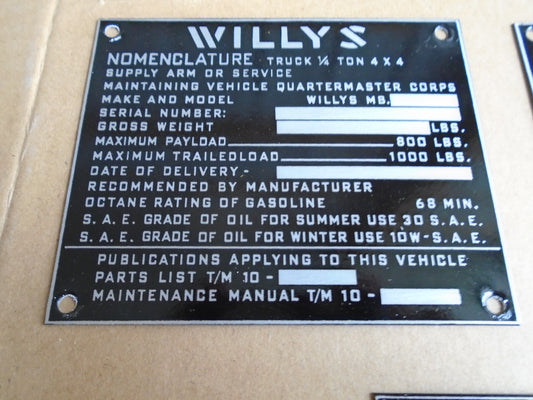 WILLYS
NOMENCLATURE TRUCK 1/4 TON 4 X 4
SUPPLY ARM OR SERVICE
MAINTAINING VEHICLE QUARTERMASTER CORPS
MAKE AND MODEL WILLYS MB.
SERIAL NUMBER:
GROSS WEIGHT LBS.
MAXIMUM PAYLOAD 800 LBS.
MAXIMUM TRAILEDLOAD 1000 LBS.
DATE OF DELIVERY.-
RECOMMENDED BY MANUFACTURER
OCTANE RATING OF GASOLINE 68 MIN.
S. A. E. GRADE OF OIL FOR SUMMER USE 30 S. A. E.
S. A. E. GRADE OF OIL FOR WINTER USE 10W-S. A. E.
PUBLICATIONS APPLYING TO THIS VEHICLE
PARTS LIST T/M 10 -
MAINTENANCE MANUAL T/M 10 -